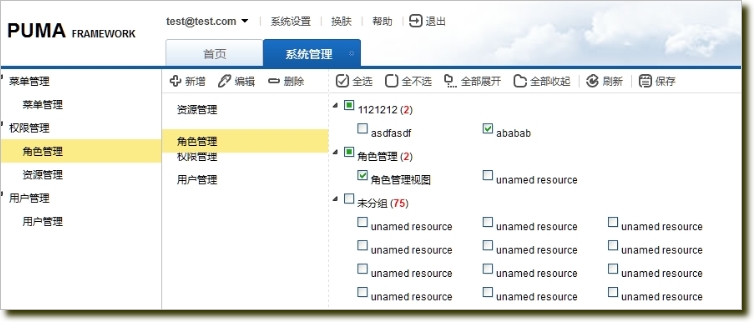 test@test.com 系统设置 换肤 帮助 退出
PUMA FRAMEWORK
首页 系统管理
菜单管理
菜单管理
权限管理
角色管理
资源管理
用户管理
用户管理
新增 编辑 删除
资源管理
角色管理
权限管理
用户管理
全选 全不选 全部展开 全部收起 刷新 保存
1121212 (2)
asdfasdf ababab
角色管理 (2)
角色管理视图 unamed resource
未分组 (75)
unamed resource unamed resource unamed resource
unamed resource unamed resource unamed resource
unamed resource unamed resource unamed resource
unamed resource unamed resource unamed resource